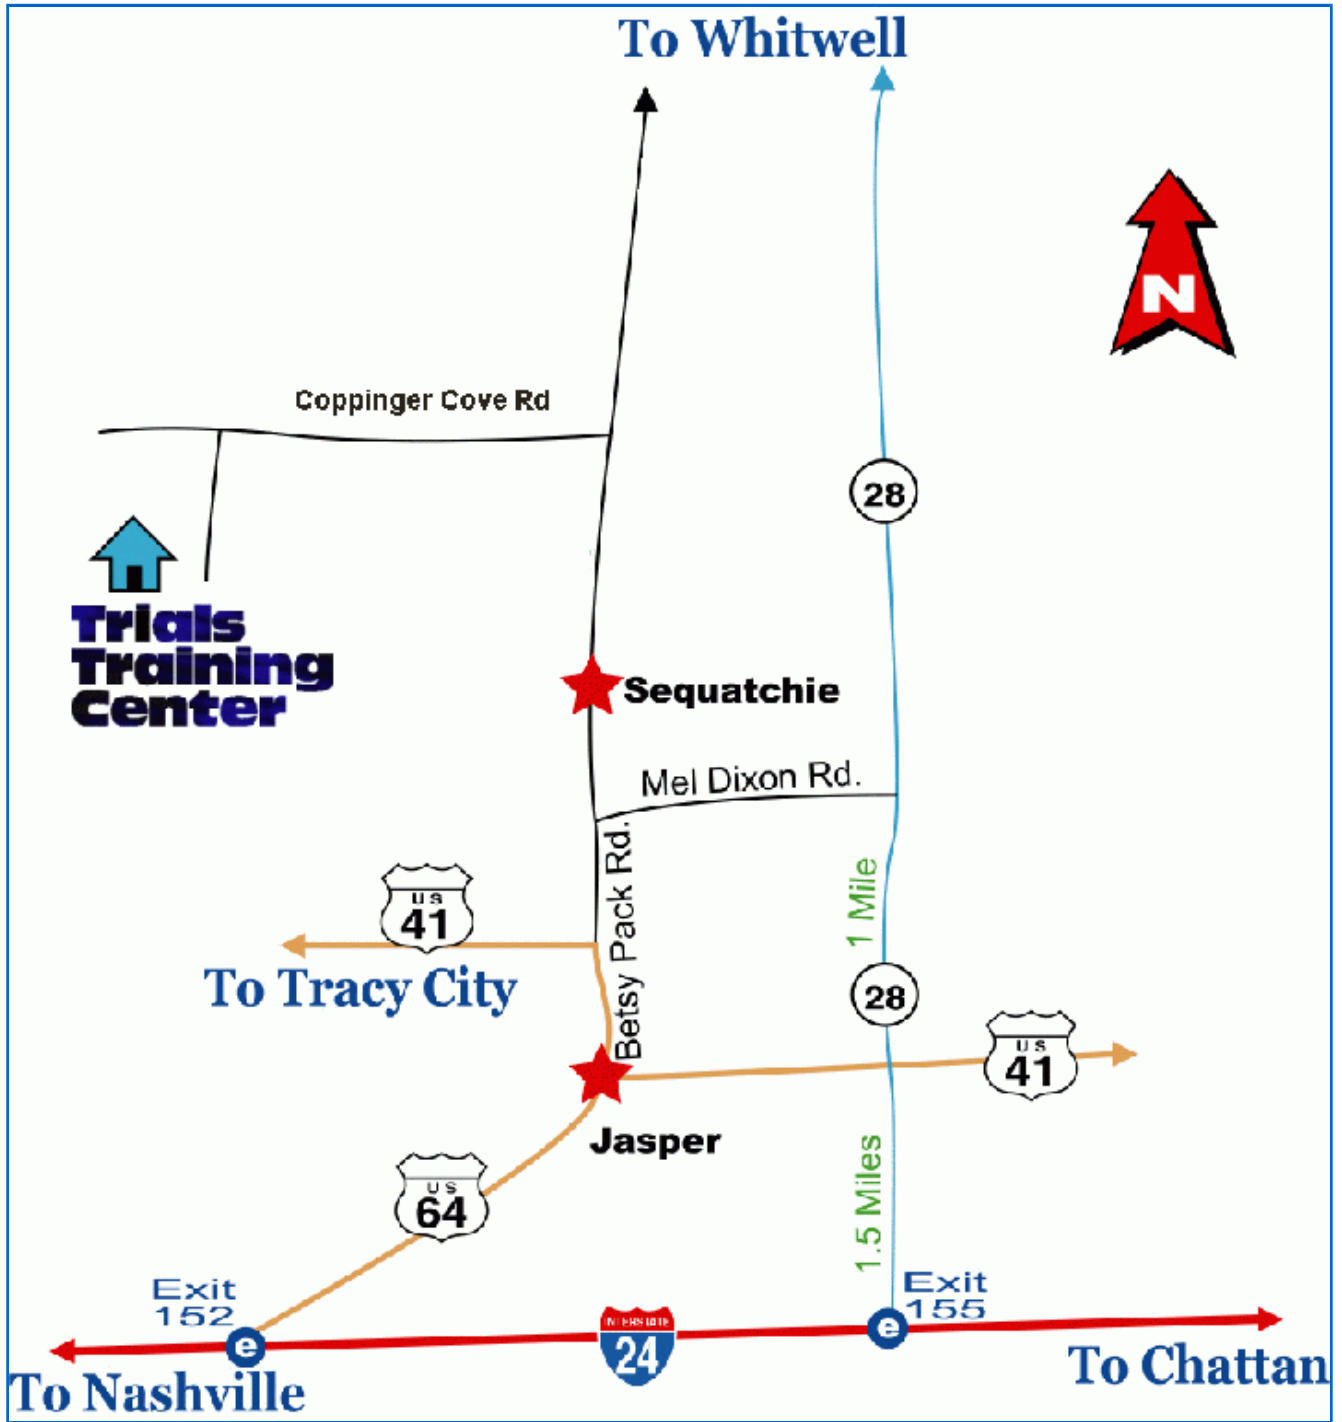 To Whitwell
N
Coppinger Cove Rd
28
Trials
Training
Center
Sequatchie
Mel Dixon Rd.
Betsy Pack Rd.
1 Mile
US
41
To Tracy City
28
US
41
Jasper
US
64
1.5 Miles
Exit
152
Exit
155
e
e
INTERSTATE
24
To Nashville
To Chattan